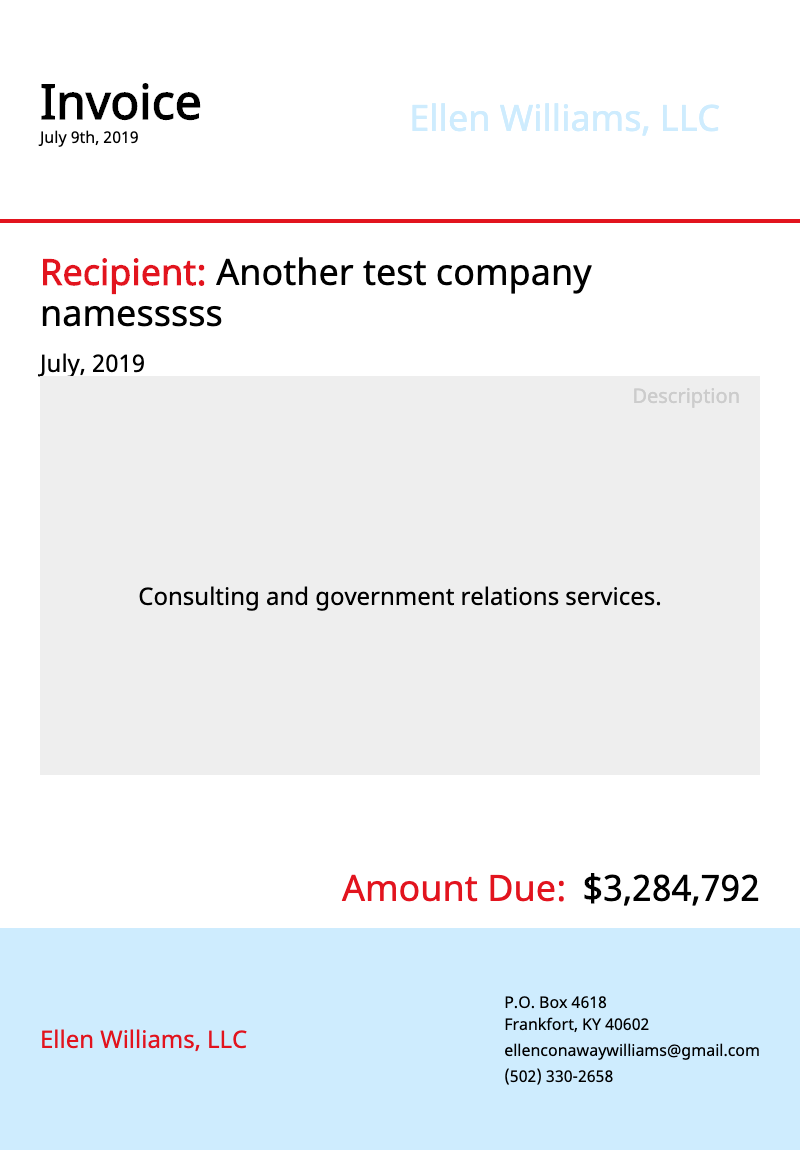 Invoice
July 9th, 2019
Ellen Williams, LLC
Recipient: Another test company
namesssss
July, 2019
Description
Consulting and government relations services.
Amount Due: $3,284,792
Ellen Williams, LLC
P.O. Box 4618
Frankfort, KY 40602
ellenconawaywilliams@gmail.com
(502) 330-2658